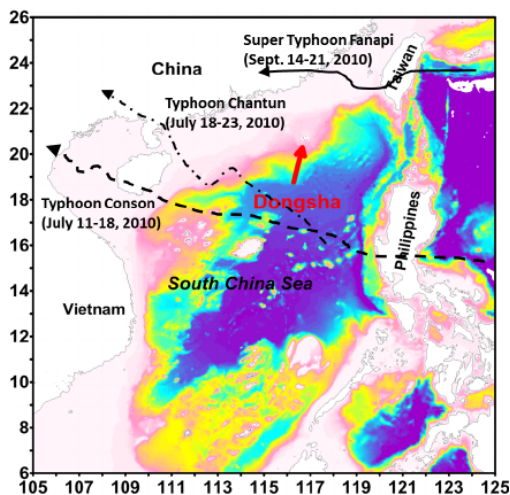 26
24
22
20
18
16
14
12
10
8
6
Super Typhoon Fanapi
(Sept. 14-21, 2010)
China
Taiwan
Typhoon Chantun
(July 18-23, 2010)
Dongsha
Typhoon Conson
(July 11-18, 2010)
Philippines
South China Sea
Vietnam
105 107 109 111 113 115 117 119 121 123 125